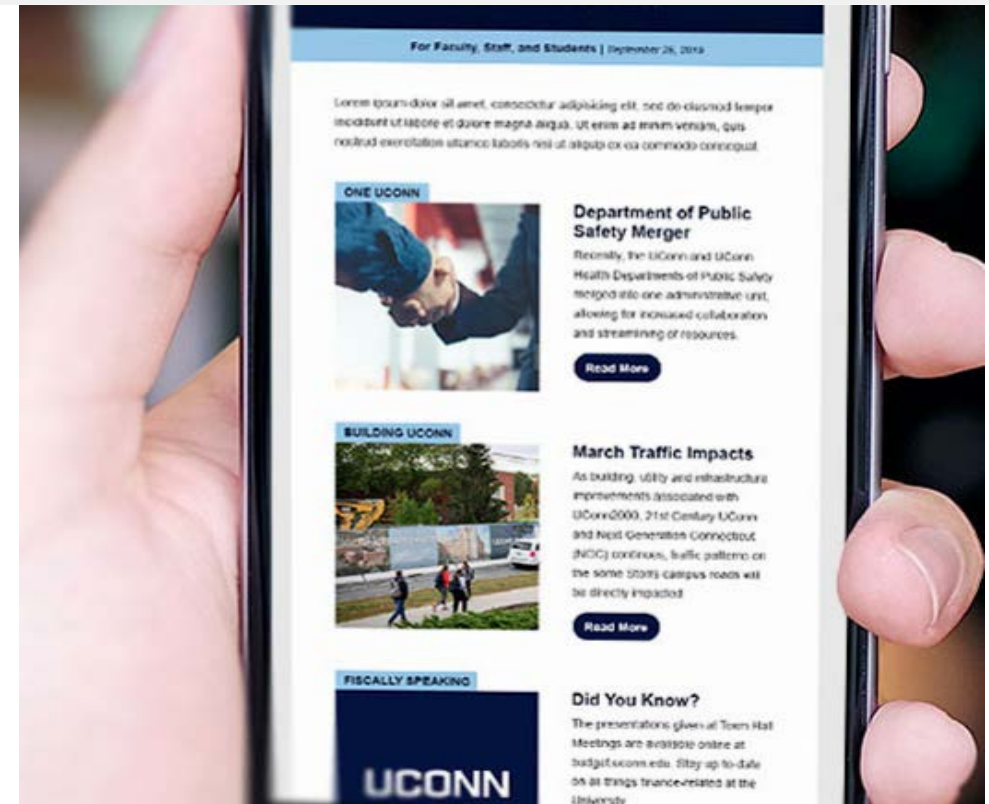 For Faculty, Staff, and Students | September 26, 2019
Lorem ipsum dolor sit amet, consectetur adipisicing elit, sed do eiusmod tempor
incididunt ut labore et dolore magna aliqua. Ut enim ad minim veniam, quis
nostrud exercitation ullamco laboris nisi ut aliquip ex ea commodo consequat.
ONE UCONN
Department of Public
Safety Merger
Recently, the UConn and UConn
Health Departments of Public Safety
merged into one administrative unit,
allowing for increased collaboration
and streamlining of resources.
Read More
BUILDING UCONN
March Traffic Impacts
As building, utility and infrastructure
improvements associated with
UConn2000, 21st Century UConn
and Next Generation Connecticut
(NGC) continues, traffic patterns on
the some Storrs campus roads will
be directly impacted
Read More
FISCALLY SPEAKING
UCONN
Did You Know?
The presentations given at Town Hall
Meetings are available online at
budget.uconn.edu. Stay up-to-date
on all things finance-related at the
University